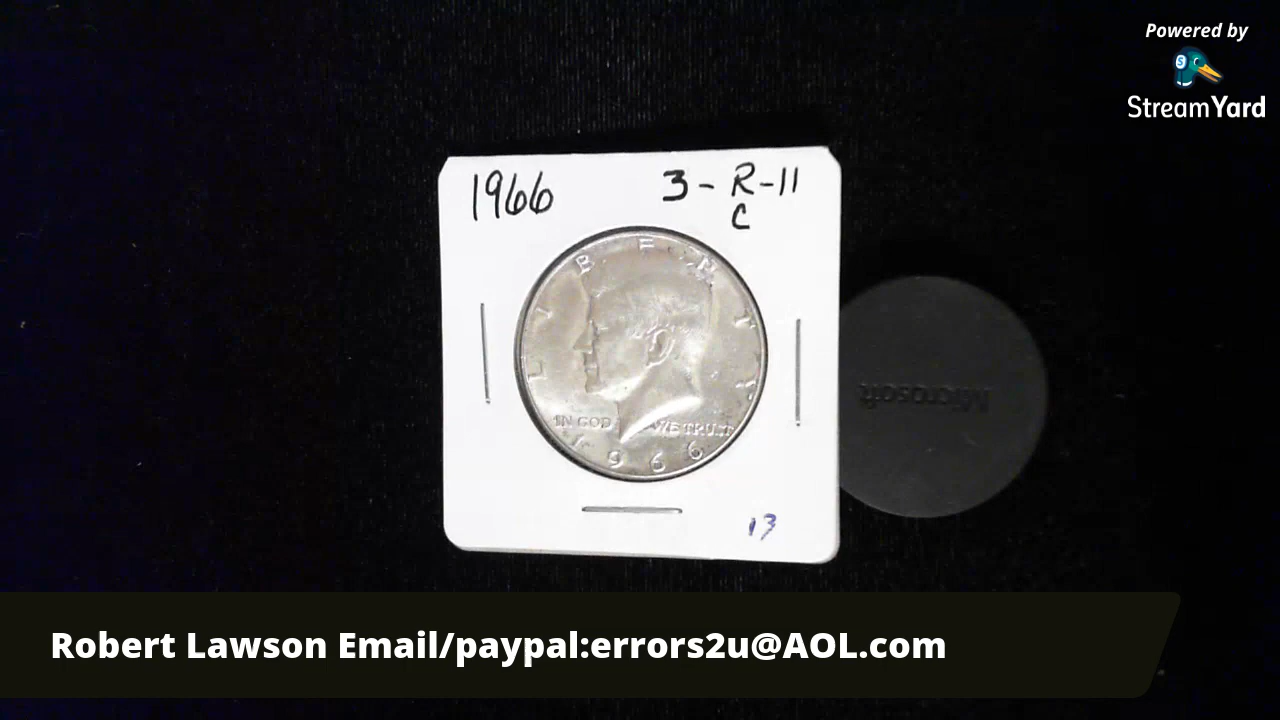 Powered by
StreamYard
1966
3-R-11
C
LIBERTY
IN GOD WE TRUST
1966
Microsoft
13
Robert Lawson Email/paypal:errors2u@AOL.com